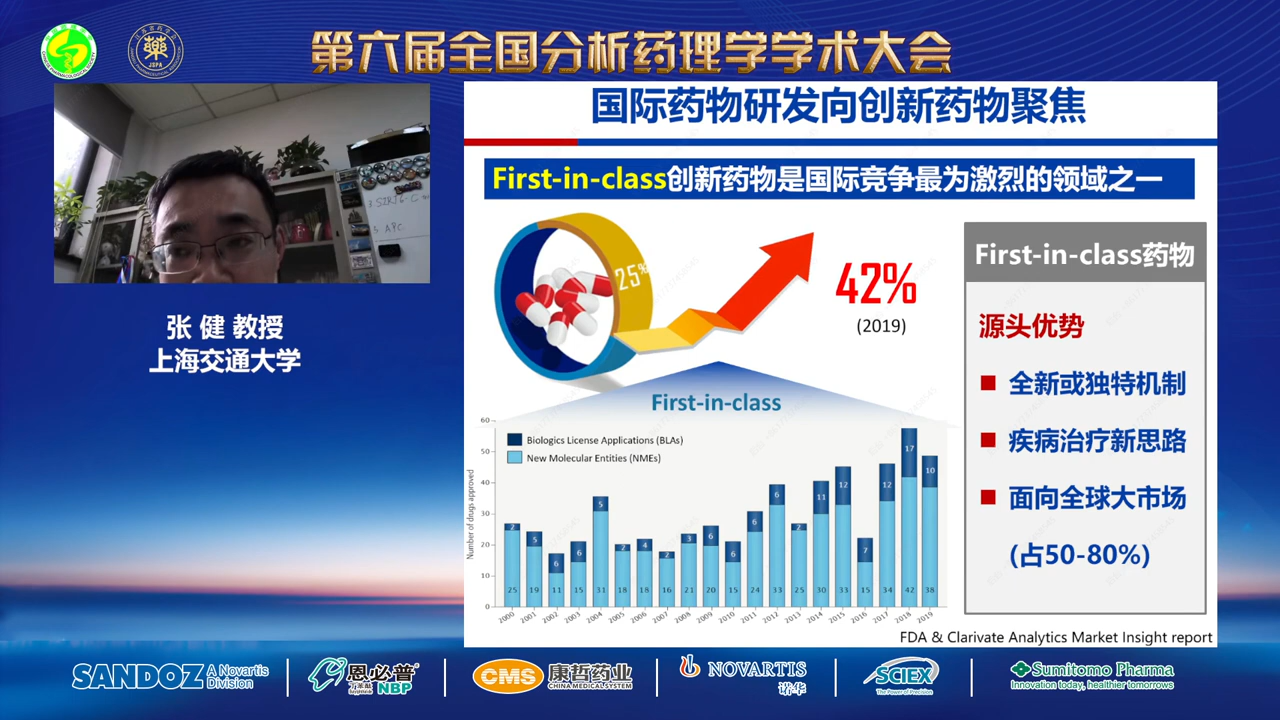 第六届全国分析药理学学术大会
JSPA
张 健 教授
上海交通大学
国际药物研发向创新药物聚焦
First-in-class创新药物是国际竞争最为激烈的领域之一
25%
42%
(2019)
First-in-class
Biologics License Applications (BLAs)
New Molecular Entities (NMEs)
Number of drugs approved
60
50
40
30
20
10
0
2 5 6 6 5 2 4 2 3 6 6 6 6 2 11 12 7 12 17 10
25 19 11 15 31 18 18 16 21 20 15 24 33 25 30 33 15 34 42 38
2000 2001 2002 2003 2004 2005 2006 2007 2008 2009 2010 2011 2012 2013 2014 2015 2016 2017 2018 2019
First-in-class药物
源头优势
全新或独特机制
疾病治疗新思路
面向全球大市场
(占50-80%)
FDA & Clarivate Analytics Market Insight report
SANDOZ A Novartis
Division
恩必普®
NBP
CMS 康哲药业
CHINA MEDICAL SYSTEM
NOVARTIS
诺华
SCIEX
The Power of Precision
Sumitomo Pharma
Innovation today, healthier tomorrows